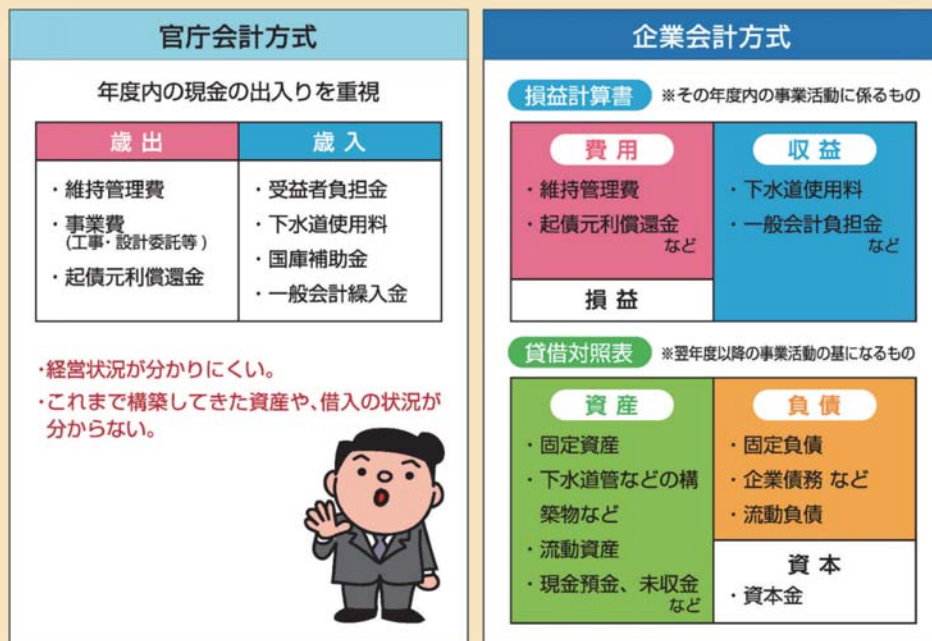 官庁会計方式
年度内の現金の出入りを重視
歳出
・維持管理費
・事業費
(工事・設計委託等)
・起債元利償還金
歳入
・受益者負担金
・下水道使用料
・国庫補助金
・一般会計繰入金
・経営状況が分かりにくい。
・これまで構築してきた資産や、借入の状況が
分からない。
企業会計方式
損益計算書 ※その年度内の事業活動に係るもの
費用
・維持管理費
・起債元利償還金
など
損益
収益
・下水道使用料
・一般会計負担金
など
貸借対照表 ※翌年度以降の事業活動の基になるもの
資産
・固定資産
・下水道管などの構
築物など
・流動資産
・現金預金、未収金
など
負債
・固定負債
・企業債務 など
・流動負債
資本
・資本金